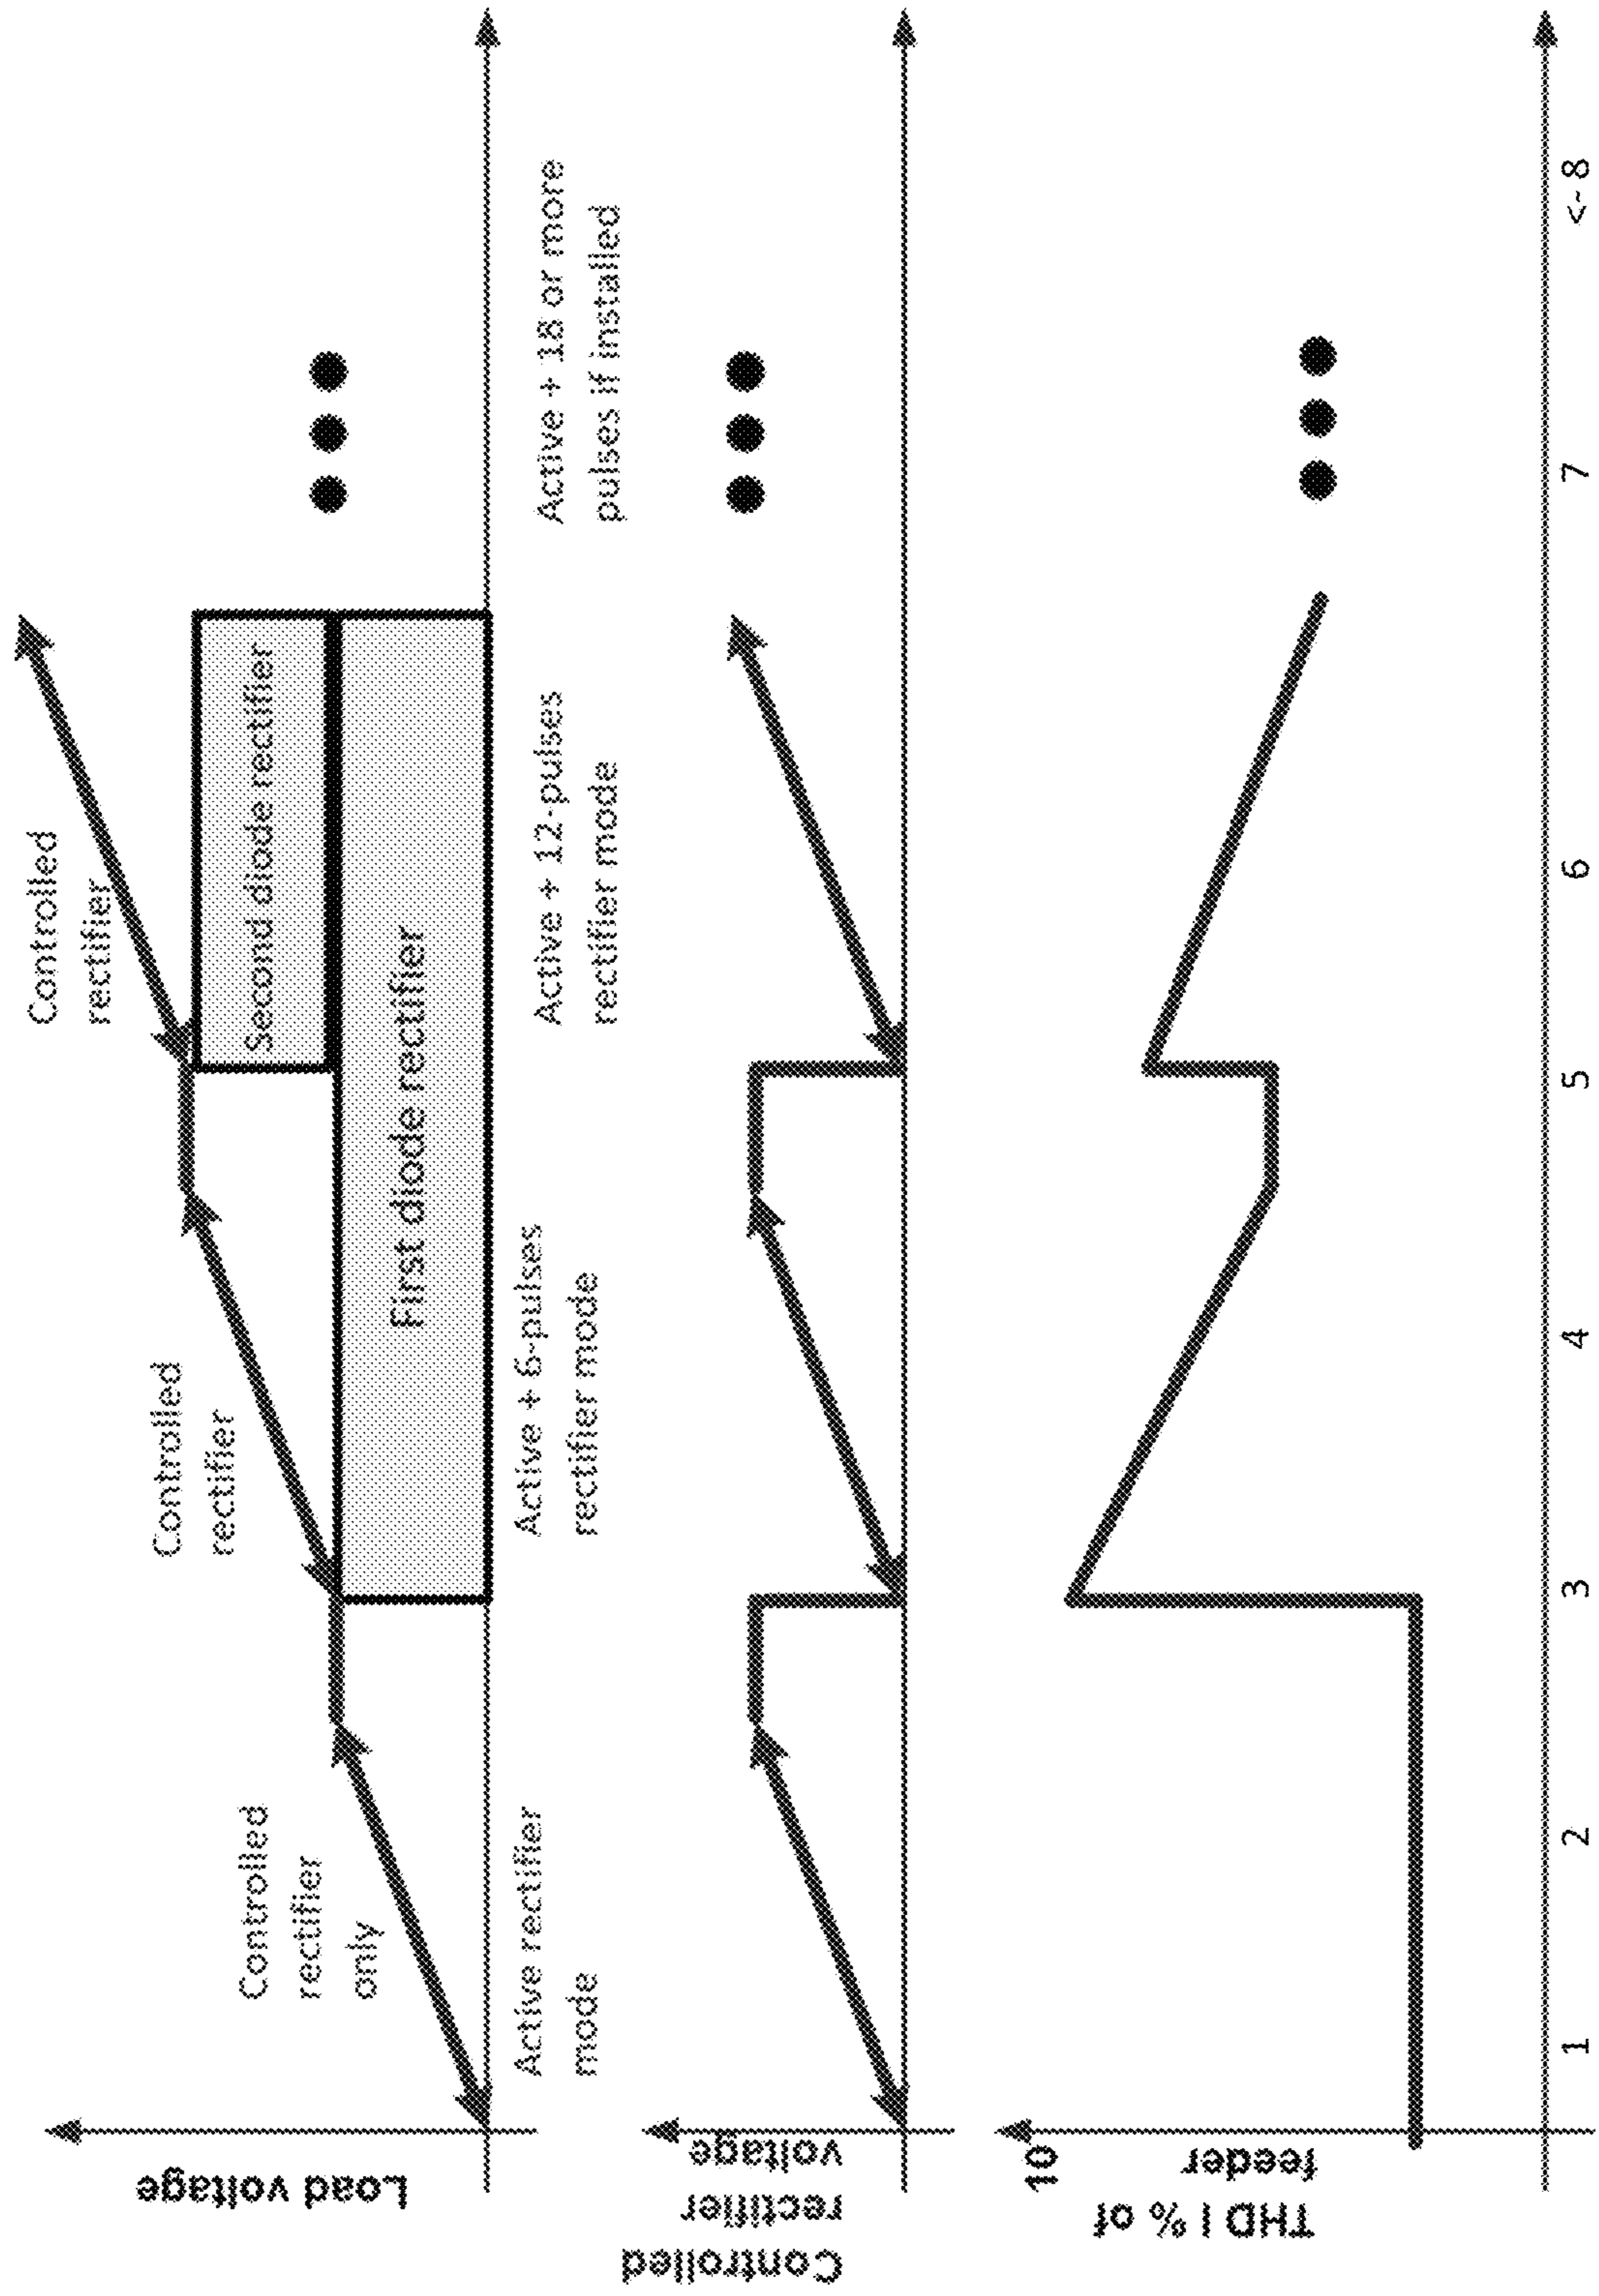 Load voltage
Controlled
rectifier
only
Controlled
rectifier
Controlled
rectifier
Second diode rectifier
First diode rectifier
Active rectifier
mode
Active + 6-pulses
rectifier mode
Active + 12-pulses
rectifier mode
Active + 18 or more
pulses if installed
Controlled
rectifier
voltage
THD I % of
feeder
10
1 2 3 4 5 6 7 <- 8